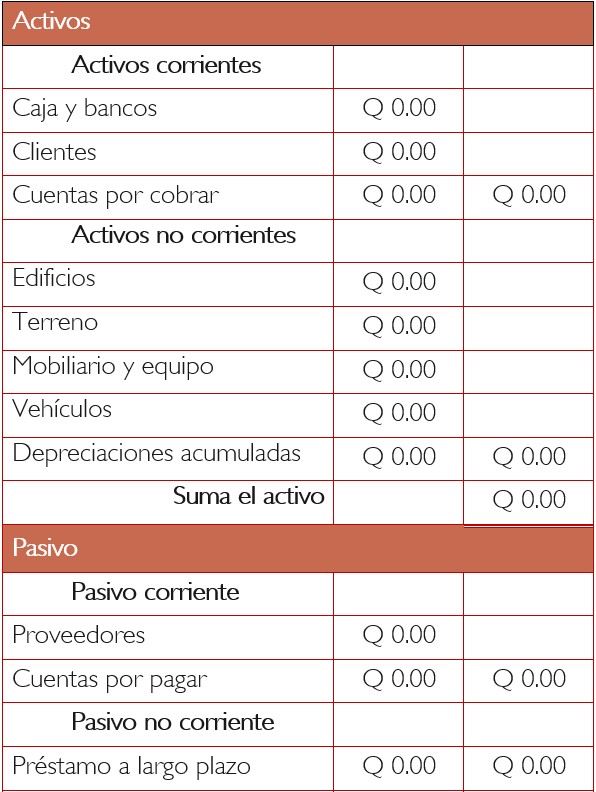 Activos
Activos corrientes
Caja y bancos Q 0.00
Clientes Q 0.00
Cuentas por cobrar Q 0.00 Q 0.00
Activos no corrientes
Edificios Q 0.00
Terreno Q 0.00
Mobiliario y equipo Q 0.00
Vehículos Q 0.00
Depreciaciones acumuladas Q 0.00 Q 0.00
Suma el activo Q 0.00
Pasivo
Pasivo corriente
Proveedores Q 0.00
Cuentas por pagar Q 0.00 Q 0.00
Pasivo no corriente
Préstamo a largo plazo Q 0.00 Q 0.00